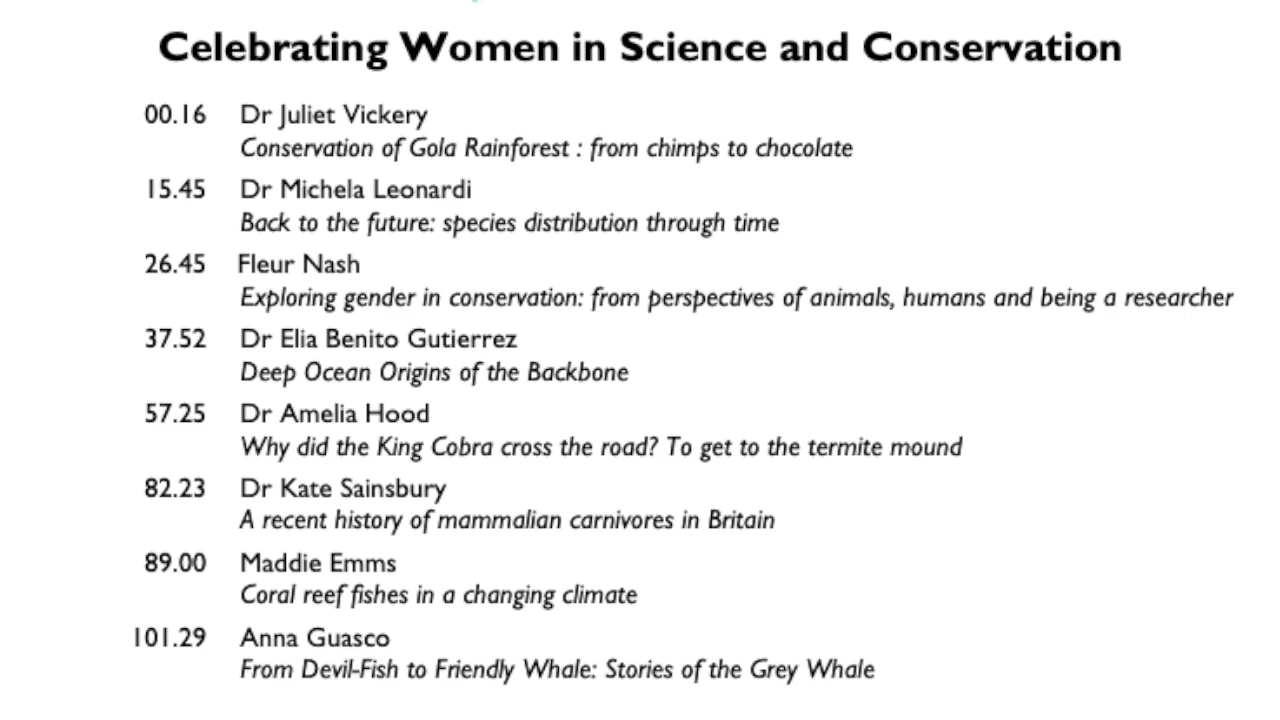 Celebrating Women in Science and Conservation
00.16 Dr Juliet Vickery
Conservation of Gola Rainforest : from chimps to chocolate
15.45 Dr Michela Leonardi
Back to the future: species distribution through time
26.45 Fleur Nash
Exploring gender in conservation: from perspectives of animals, humans and being a researcher
37.52 Dr Elia Benito Gutierrez
Deep Ocean Origins of the Backbone
57.25 Dr Amelia Hood
Why did the King Cobra cross the road? To get to the termite mound
82.23 Dr Kate Sainsbury
A recent history of mammalian carnivores in Britain
89.00 Maddie Emms
Coral reef fishes in a changing climate
101.29 Anna Guasco
From Devil-Fish to Friendly Whale: Stories of the Grey Whale